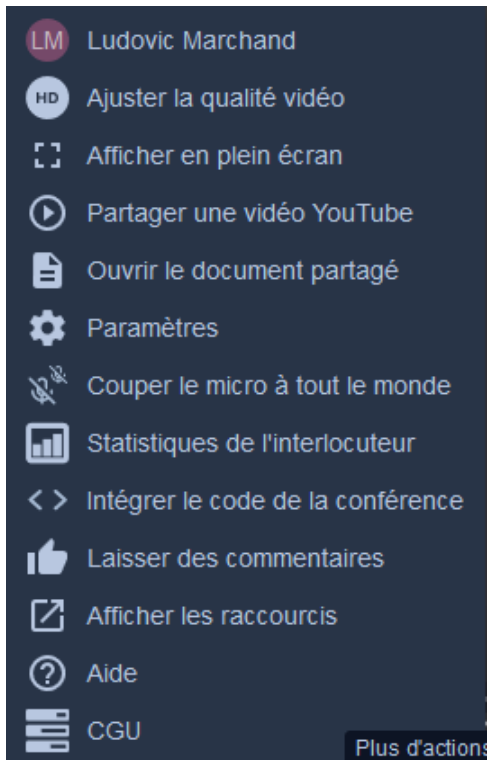 LM Ludovic Marchand
HD Ajuster la qualité vidéo
Afficher en plein écran
Partager une vidéo YouTube
Ouvrir le document partagé
Paramètres
Couper le micro à tout le monde
Statistiques de l'interlocuteur
Intégrer le code de la conférence
Laisser des commentaires
Afficher les raccourcis
Aide
CGU
Plus d'actions